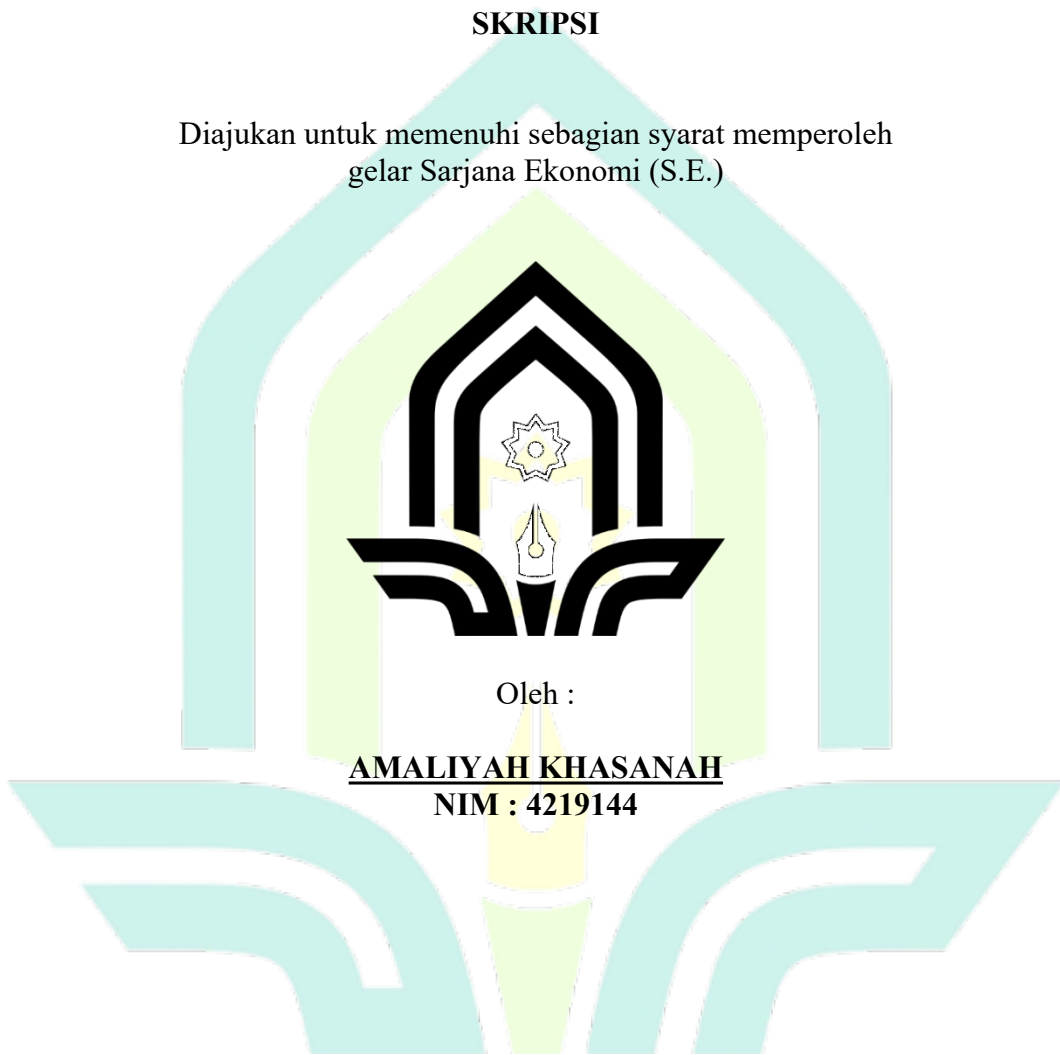 SKRIPSI
Diajukan untuk memenuhi sebagian syarat memperoleh
gelar Sarjana Ekonomi (S.E.)
Oleh :
AMALIYAH KHASANAH
NIM : 4219144